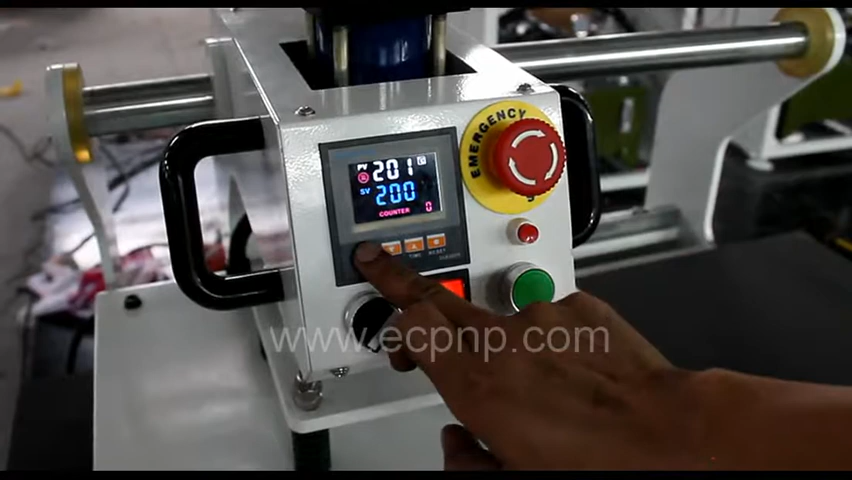 EMERGENCY
PV 201
SV 200
COUNTER 0
TIME RESET
www.ecpnp.com